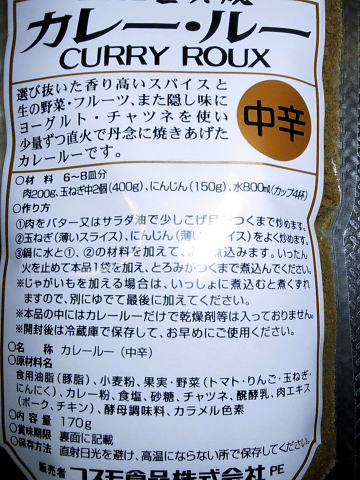 カレー・ルー
CURRY ROUX
選び抜いた香り高いスパイスと
生の野菜・フルーツ、また隠し味に
ヨーグルト・チャツネを使い
少量ずつ直火で丹念に焼きあげた
カレールーです。
中辛
○材 料 6〜8皿分
肉200g、玉ねぎ中2個(400g)、にんじん(150g)、水800ml(カップ4杯)
○作り方
①肉をバター又はサラダ油で少しこげ目がつくまで炒めます。
②玉ねぎ(薄いスライス)、にんじん(薄いスライス)をよく炒めます。
③鍋に水と①、②の材料を加えて、 煮込みます。いったん
火を止めて本品1袋を加え、とろみがつくまで煮込んでください。
※じゃがいもを加える場合は、いっしょに煮込むと煮くずれ
ますので、別にゆでて最後に加えてください。
※本品の中にはカレールーだけで乾燥剤等は入っておりません。
※開封後は冷蔵庫で保存して、お早めにご使用ください。
○名 称 カレールー(中辛)
○原材料名
食用油脂(豚脂)、小麦粉、果実・野菜(トマト・りんご・玉ねぎ・
にんにく)、カレー粉、食塩、砂糖、チャツネ、醗酵乳、肉エキス
(ポーク、チキン)、酵母調味料、カラメル色素
○内 容 量 170g
○賞味期限 裏面に記載
○保存方法 直射日光を避け、高温にならない所で保存してください。
販売者 コスモ食品株式会社 PE